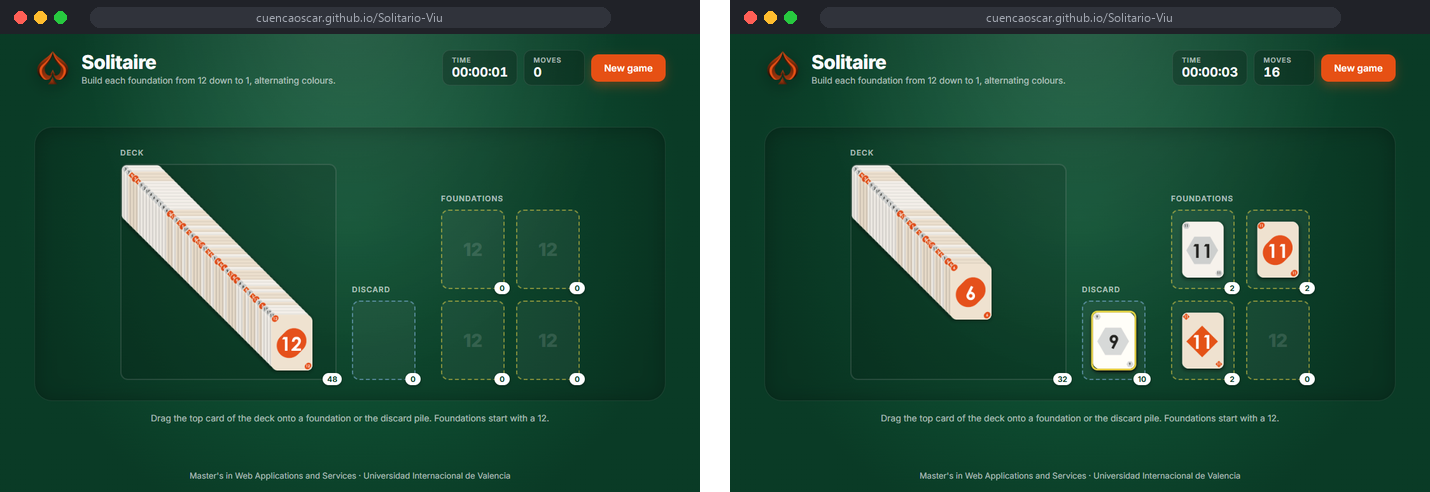 cuencaoscar.github.io/Solitario-Viu
Solitaire
Build each foundation from 12 down to 1, alternating colours.
TIME
00:00:01
MOVES
0
New game
DECK
12
48
DISCARD
0
FOUNDATIONS
12
0
12
0
12
0
12
0
Drag the top card of the deck onto a foundation or the discard pile. Foundations start with a 12.
Master's in Web Applications and Services · Universidad Internacional de Valencia
cuencaoscar.github.io/Solitario-Viu
Solitaire
Build each foundation from 12 down to 1, alternating colours.
TIME
00:00:03
MOVES
16
New game
DECK
6
32
DISCARD
9
10
FOUNDATIONS
11
2
11
2
11
2
12
0
Drag the top card of the deck onto a foundation or the discard pile. Foundations start with a 12.
Master's in Web Applications and Services · Universidad Internacional de Valencia